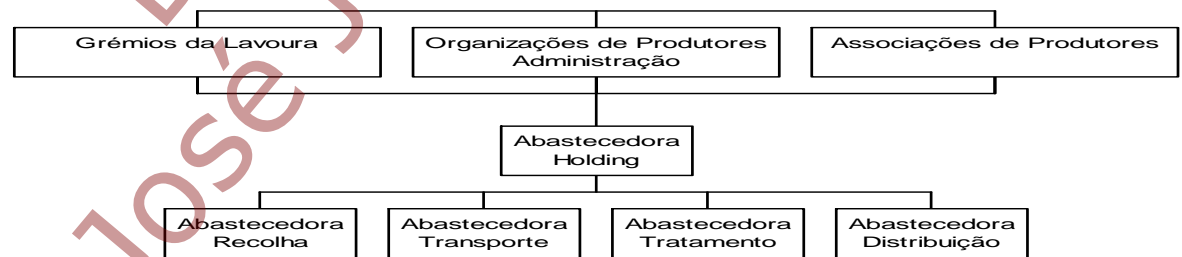 Grémios da Lavoura
Organizações de Produtores
Administração
Associações de Produtores
Abastecedora
Holding
Abastecedora
Recolha
Abastecedora
Transporte
Abastecedora
Tratamento
Abastecedora
Distribuição
José